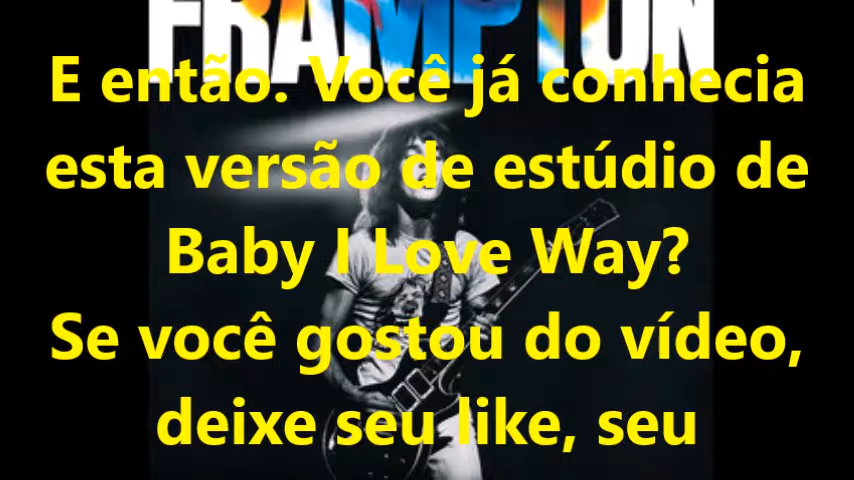 FRAMPTON
E então. Você já conhecia
esta versão de estúdio de
Baby I Love Way?
Se você gostou do vídeo,
deixe seu like, seu